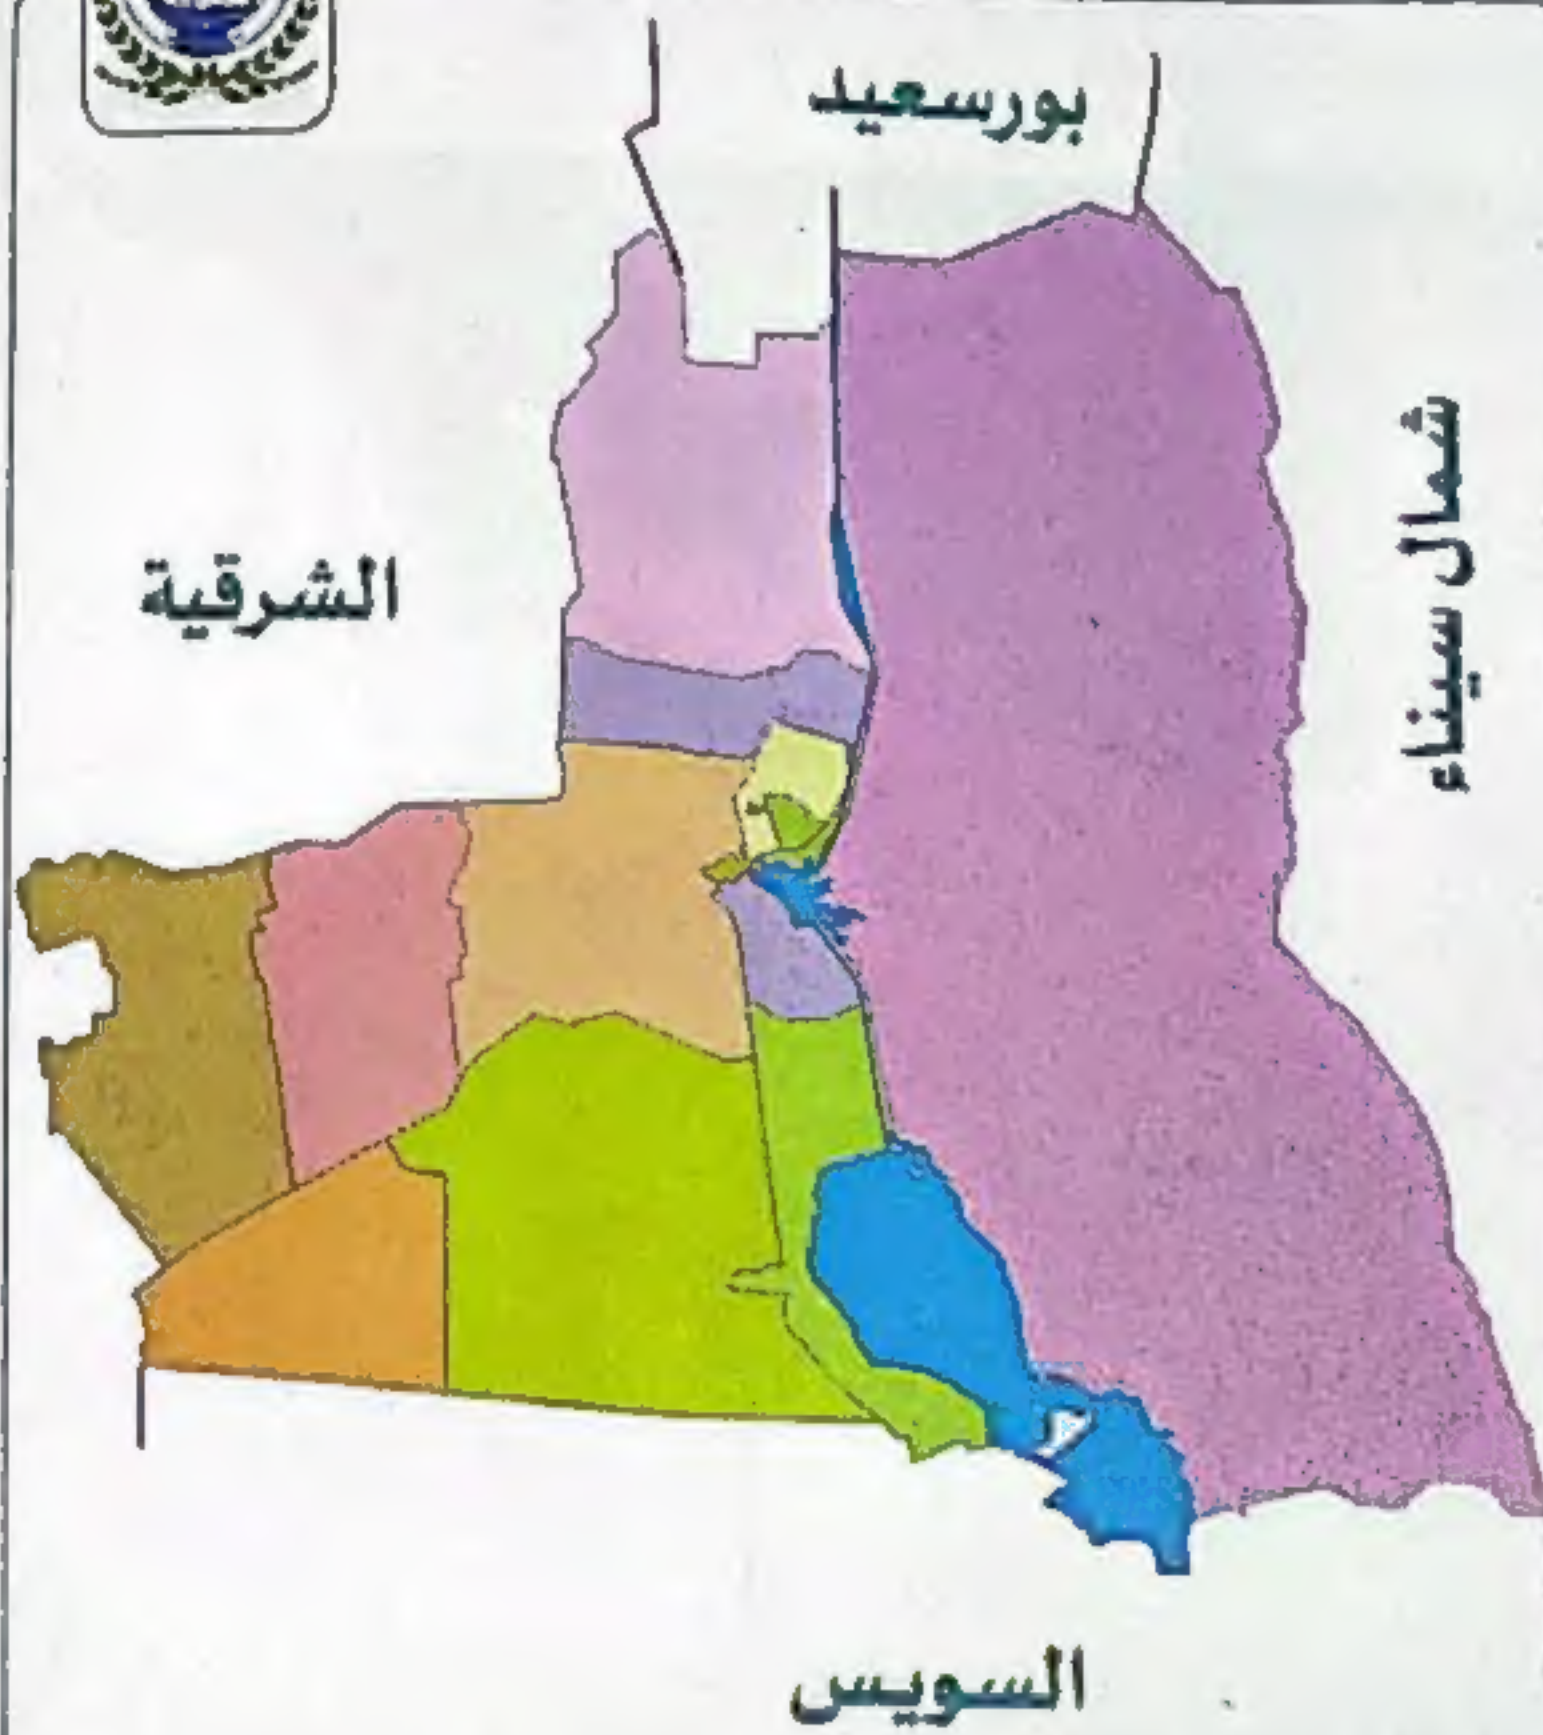 بورسعيد
شمال سيناء
الشرقية
السويس